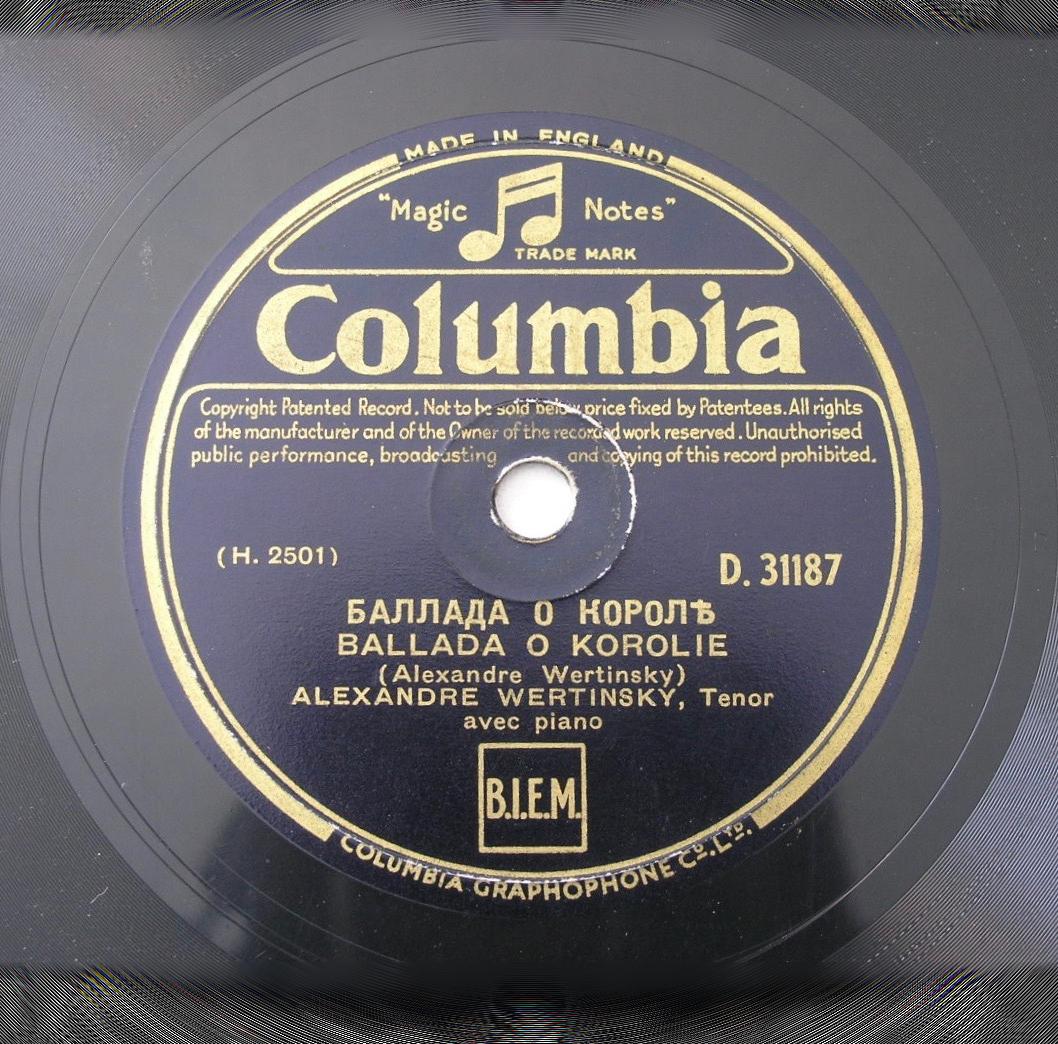 MADE IN ENGLAND
"Magic Notes"
TRADE MARK
Columbia
Copyright Patented Record. Not to be sold below price fixed by Patentees. All rights
of the manufacturer and of the Owner of the recorded work reserved. Unauthorised
public performance, broadcasting and copying of this record prohibited.
(H. 2501)
D. 31187
БАЛЛАДА О КОРОЛѢ
BALLADA O KOROLIE
(Alexandre Wertinsky)
ALEXANDRE WERTINSKY, Tenor
avec piano
B.I.E.M.
COLUMBIA GRAPHOPHONE Co. LTD.